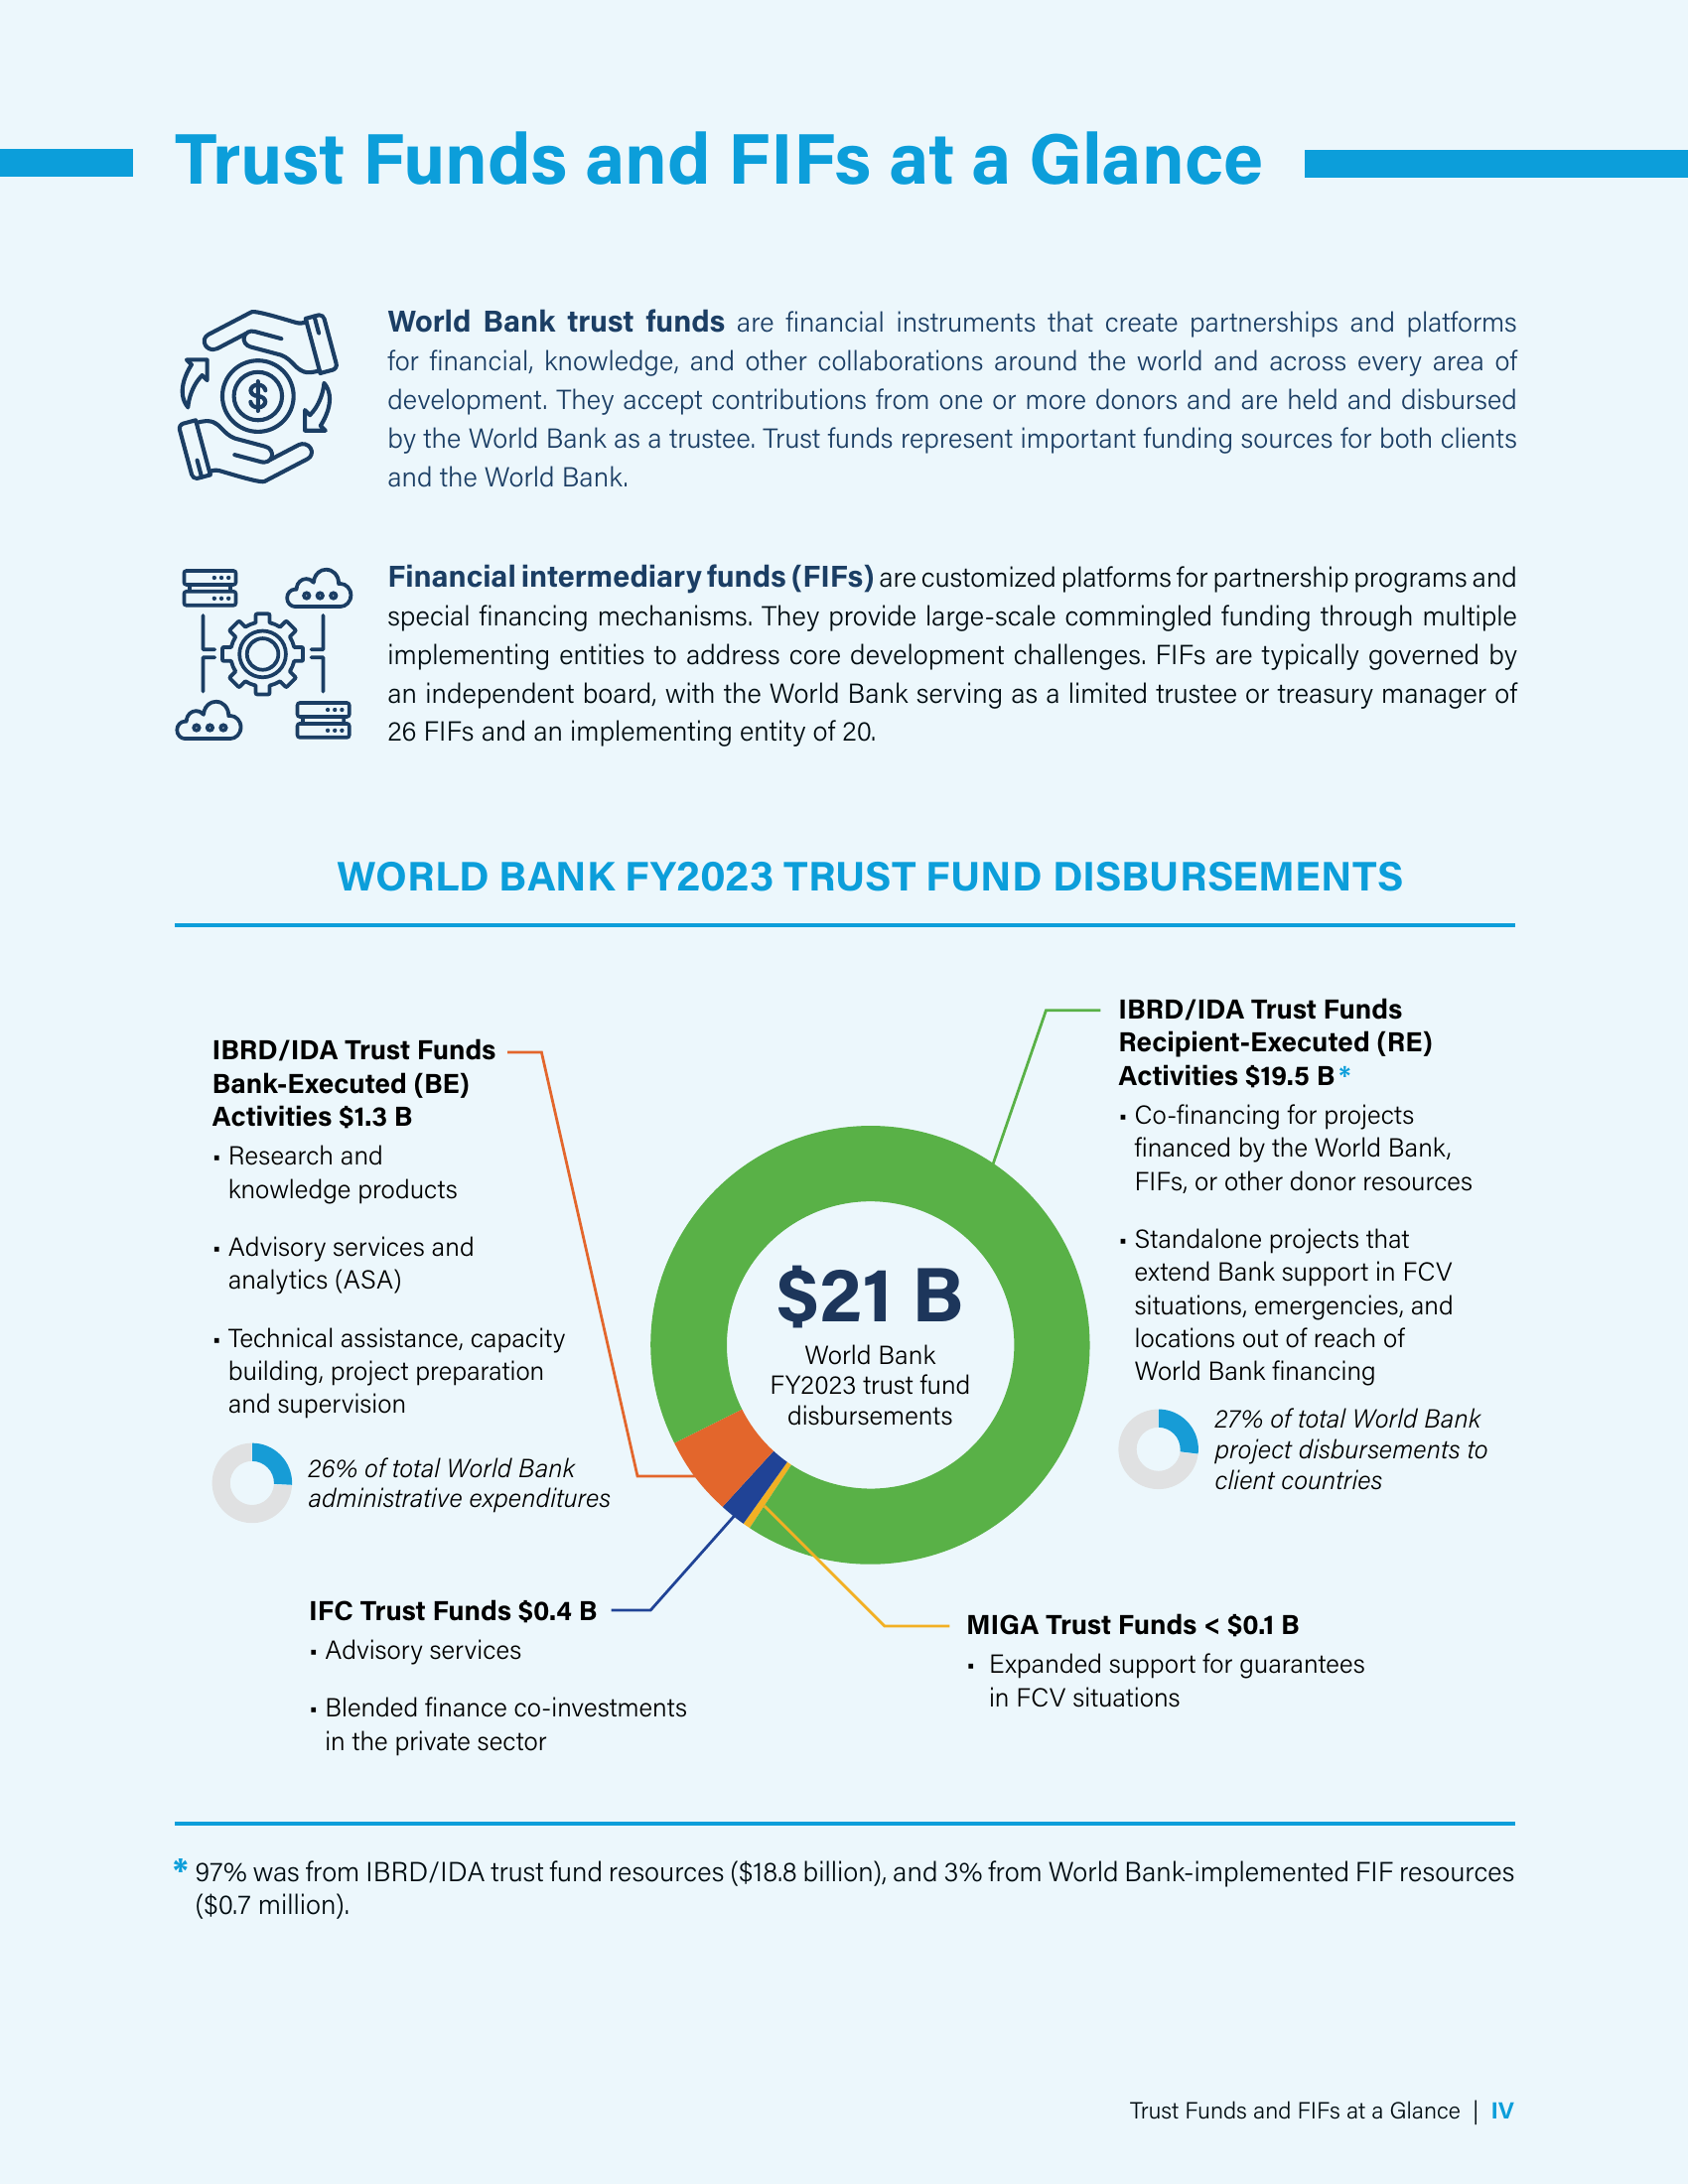 Trust Funds and FIFs at a Glance
World Bank trust funds are financial instruments that create partnerships and platforms
for financial, knowledge, and other collaborations around the world and across every area of
development. They accept contributions from one or more donors and are held and disbursed
by the World Bank as a trustee. Trust funds represent important funding sources for both clients
and the World Bank.
$
Financial intermediary funds (FIFs) are customized platforms for partnership programs and
special financing mechanisms. They provide large-scale commingled funding through multiple
implementing entities to address core development challenges. FIFs are typically governed by
an independent board, with the World Bank serving as a limited trustee or treasury manager of
26 FIFs and an implementing entity of 20.
WORLD BANK FY2023 TRUST FUND DISBURSEMENTS
IBRD/IDA Trust Funds
Bank-Executed (BE)
Activities $1.3 B
▪ Research and
knowledge products
▪ Advisory services and
analytics (ASA)
▪ Technical assistance, capacity
building, project preparation
and supervision
26% of total World Bank
administrative expenditures
IBRD/IDA Trust Funds
Recipient-Executed (RE)
Activities $19.5 B*
▪ Co-financing for projects
financed by the World Bank,
FIFs, or other donor resources
▪ Standalone projects that
extend Bank support in FCV
situations, emergencies, and
locations out of reach of
World Bank financing
27% of total World Bank
project disbursements to
client countries
$21 B
World Bank
FY2023 trust fund
disbursements
IFC Trust Funds $0.4 B
▪ Advisory services
▪ Blended finance co-investments
in the private sector
MIGA Trust Funds < $0.1 B
▪ Expanded support for guarantees
in FCV situations
* 97% was from IBRD/IDA trust fund resources ($18.8 billion), and 3% from World Bank-implemented FIF resources
($0.7 million).
Trust Funds and FIFs at a Glance | IV